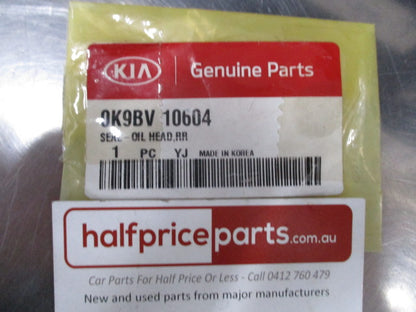 KIA Genuine Parts
0K9BV 10604
SEAL-OIL HEAD,RR
1 PC YJ MADE IN KOREA
halfpriceparts.com.au
Car Parts For Half Price Or Less - Call 0412 760 479
New and used parts from major manufacturers